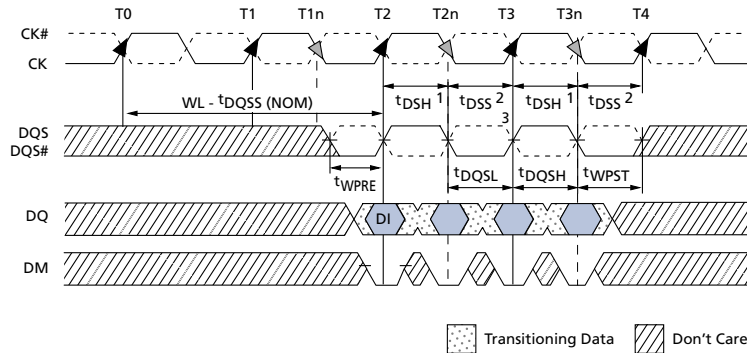 T0 T1 T1n T2 T2n T3 T3n T4
CK#
CK
tDSH 1 tDSS 2 tDSH 1 tDSS 2
WL - tDQSS (NOM)
3
DQS
DQS#
tWPRE tDQSL tDQSH tWPST
DQ DI
DM
Transitioning Data Don't Care